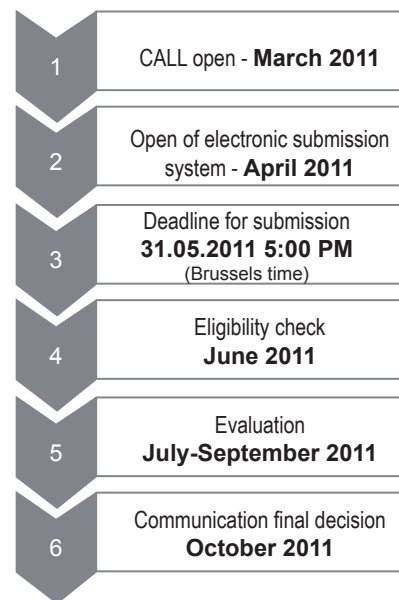 1
CALL open - March 2011
2
Open of electronic submission
system - April 2011
3
Deadline for submission
31.05.2011 5:00 PM
(Brussels time)
4
Eligibility check
June 2011
5
Evaluation
July-September 2011
6
Communication final decision
October 2011